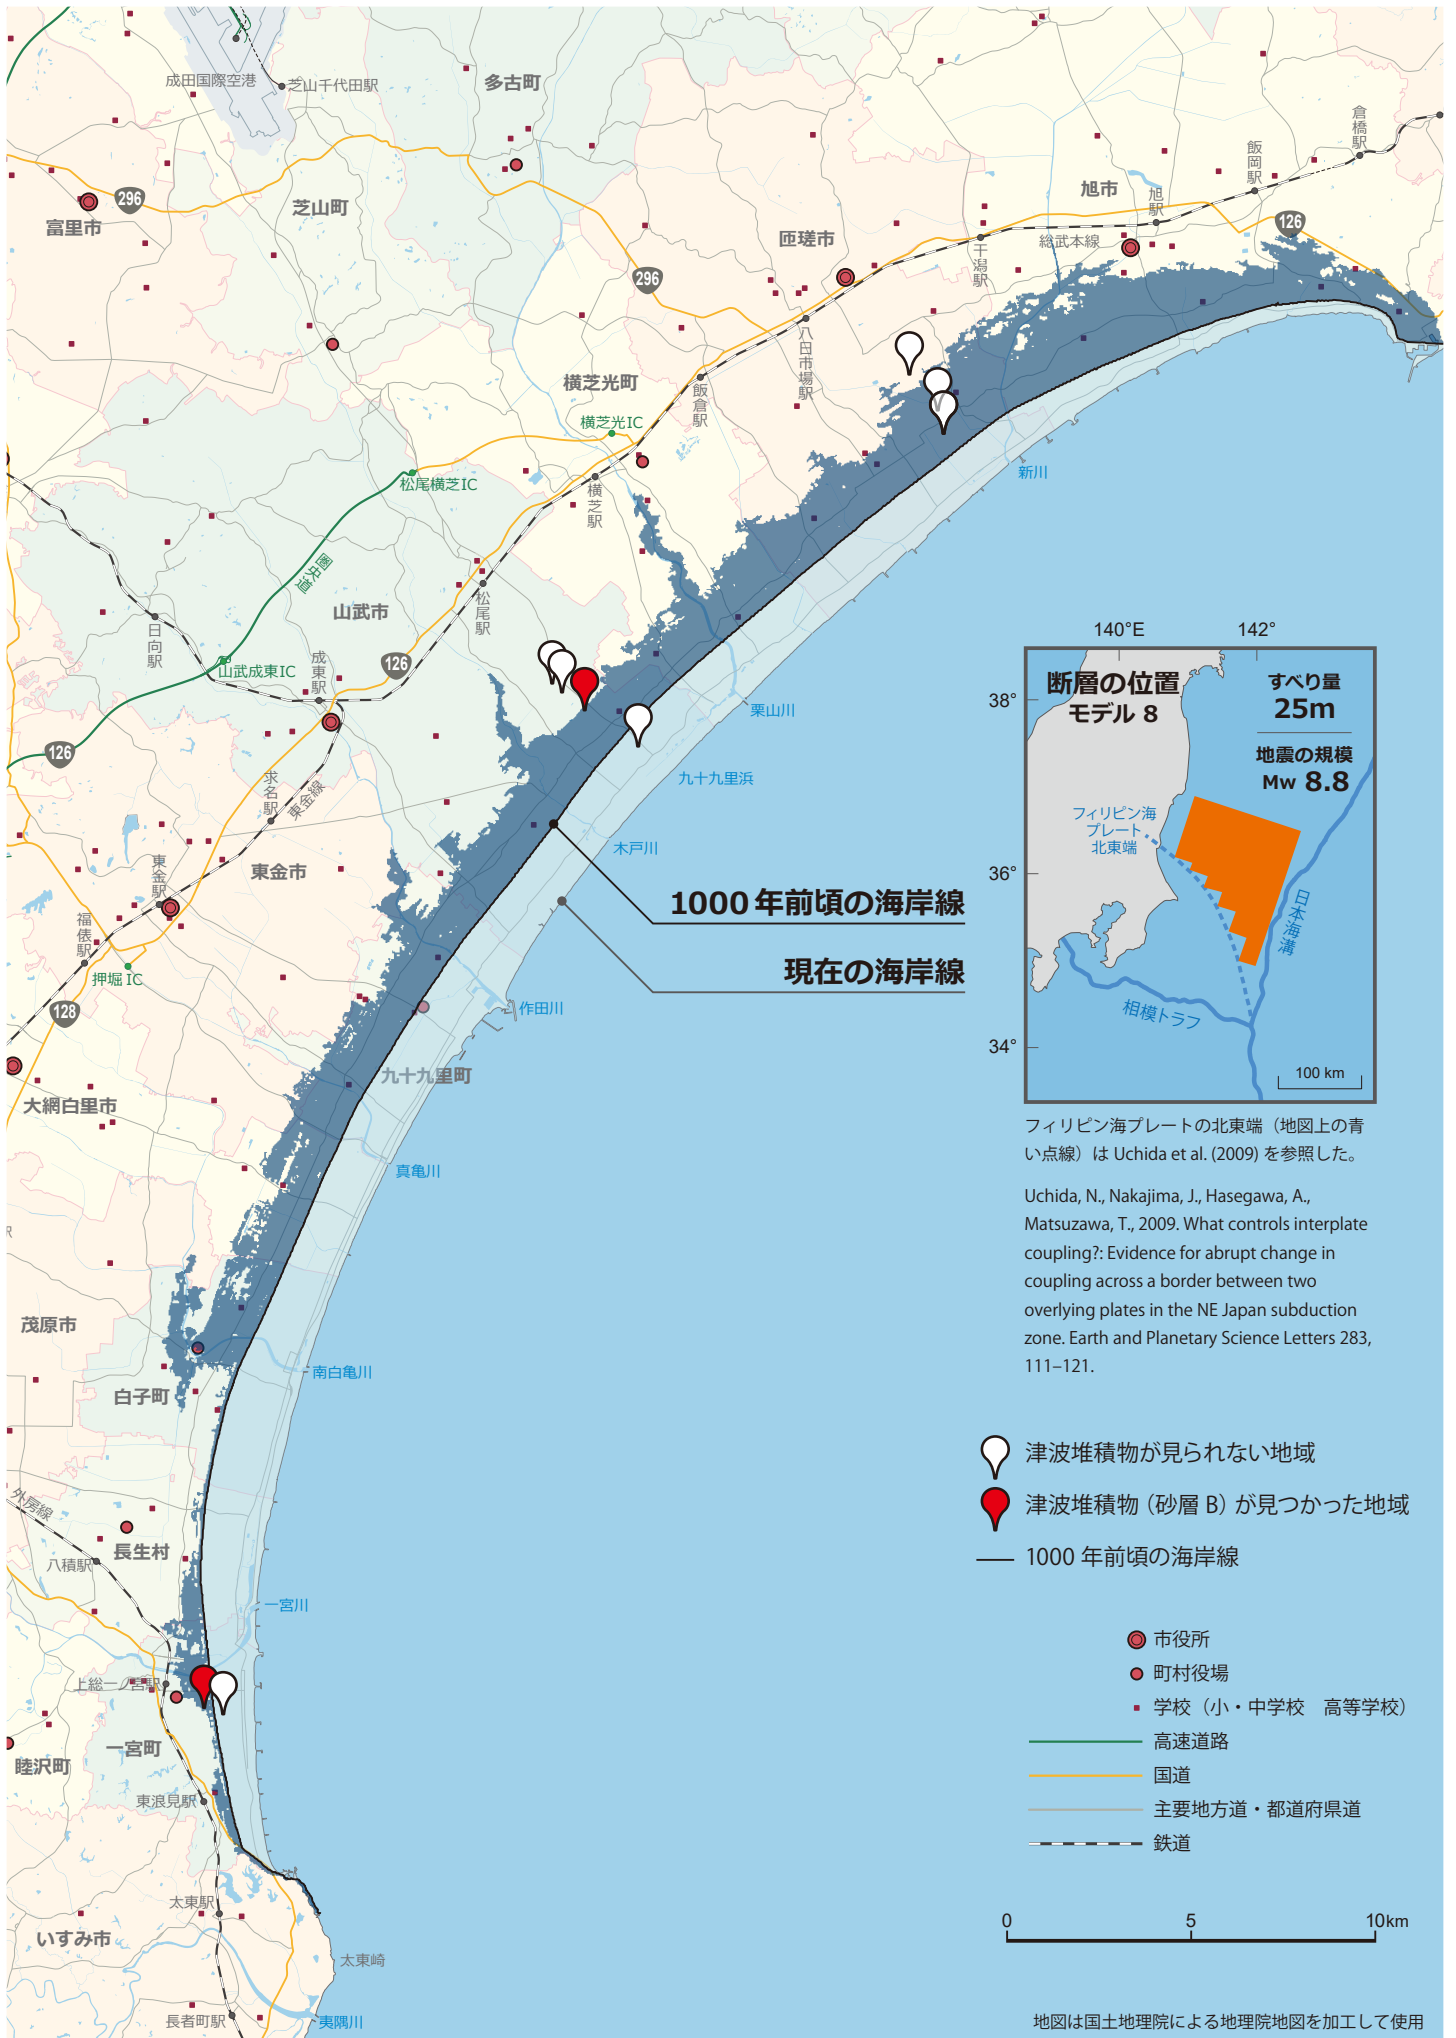 成田国際空港
芝山千代田駅
多古町
倉橋駅
飯岡駅
旭市
旭駅
296
富里市
芝山町
匝瑳市
総武本線
干潟駅
126
296
八日市場駅
横芝光町
飯倉駅
横芝光IC
松尾横芝IC
横芝駅
新川
圏央道
山武市
松尾駅
日向駅
成東駅
山武成東IC
126
126
栗山川
九十九里浜
求名駅
東金線
木戸川
東金駅
東金市
福俵駅
押堀IC
128
1000年前頃の海岸線
現在の海岸線
作田川
九十九里町
大網白里市
真亀川
茂原市
南白亀川
白子町
外房線
長生村
八積駅
一宮川
上総一ノ宮駅
一宮町
睦沢町
東浪見駅
太東駅
いすみ市
太東崎
長者町駅
夷隅川
140°E
142°
38°
36°
34°
断層の位置
モデル 8
すべり量
25m
地震の規模
Mw 8.8
フィリピン海
プレート
北東端
日本海溝
相模トラフ
100 km
フィリピン海プレートの北東端（地図上の青
い点線）は Uchida et al. (2009) を参照した。
Uchida, N., Nakajima, J., Hasegawa, A.,
Matsuzawa, T., 2009. What controls interplate
coupling?: Evidence for abrupt change in
coupling across a border between two
overlying plates in the NE Japan subduction
zone. Earth and Planetary Science Letters 283,
111–121.
津波堆積物が見られない地域
津波堆積物（砂層 B）が見つかった地域
1000 年前頃の海岸線
市役所
町村役場
学校（小・中学校　高等学校）
高速道路
国道
主要地方道・都道府県道
鉄道
0
5
10km
地図は国土地理院による地理院地図を加工して使用